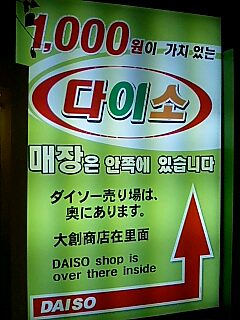 1,000원이 가치 있는
다이소
매장은 안쪽에 있습니다
ダイソー売り場は、
奥にあります。
大創商店在里面
DAISO shop is
over there inside
DAISO